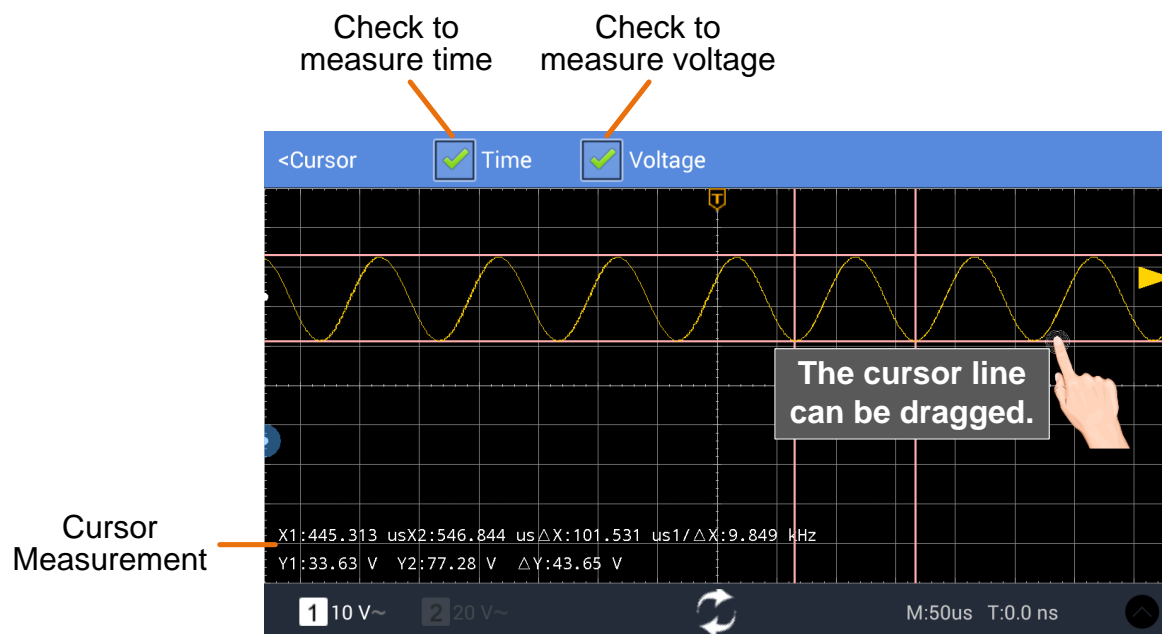 Check to
measure time
Check to
measure voltage
<Cursor
Time
Voltage
T
The cursor line
can be dragged.
Cursor
Measurement
X1:445.313 usX2:546.844 us△X:101.531 us1/△X:9.849 kHz
Y1:33.63 V Y2:77.28 V △Y:43.65 V
1 10 V~
2 20 V~
M:50us T:0.0 ns